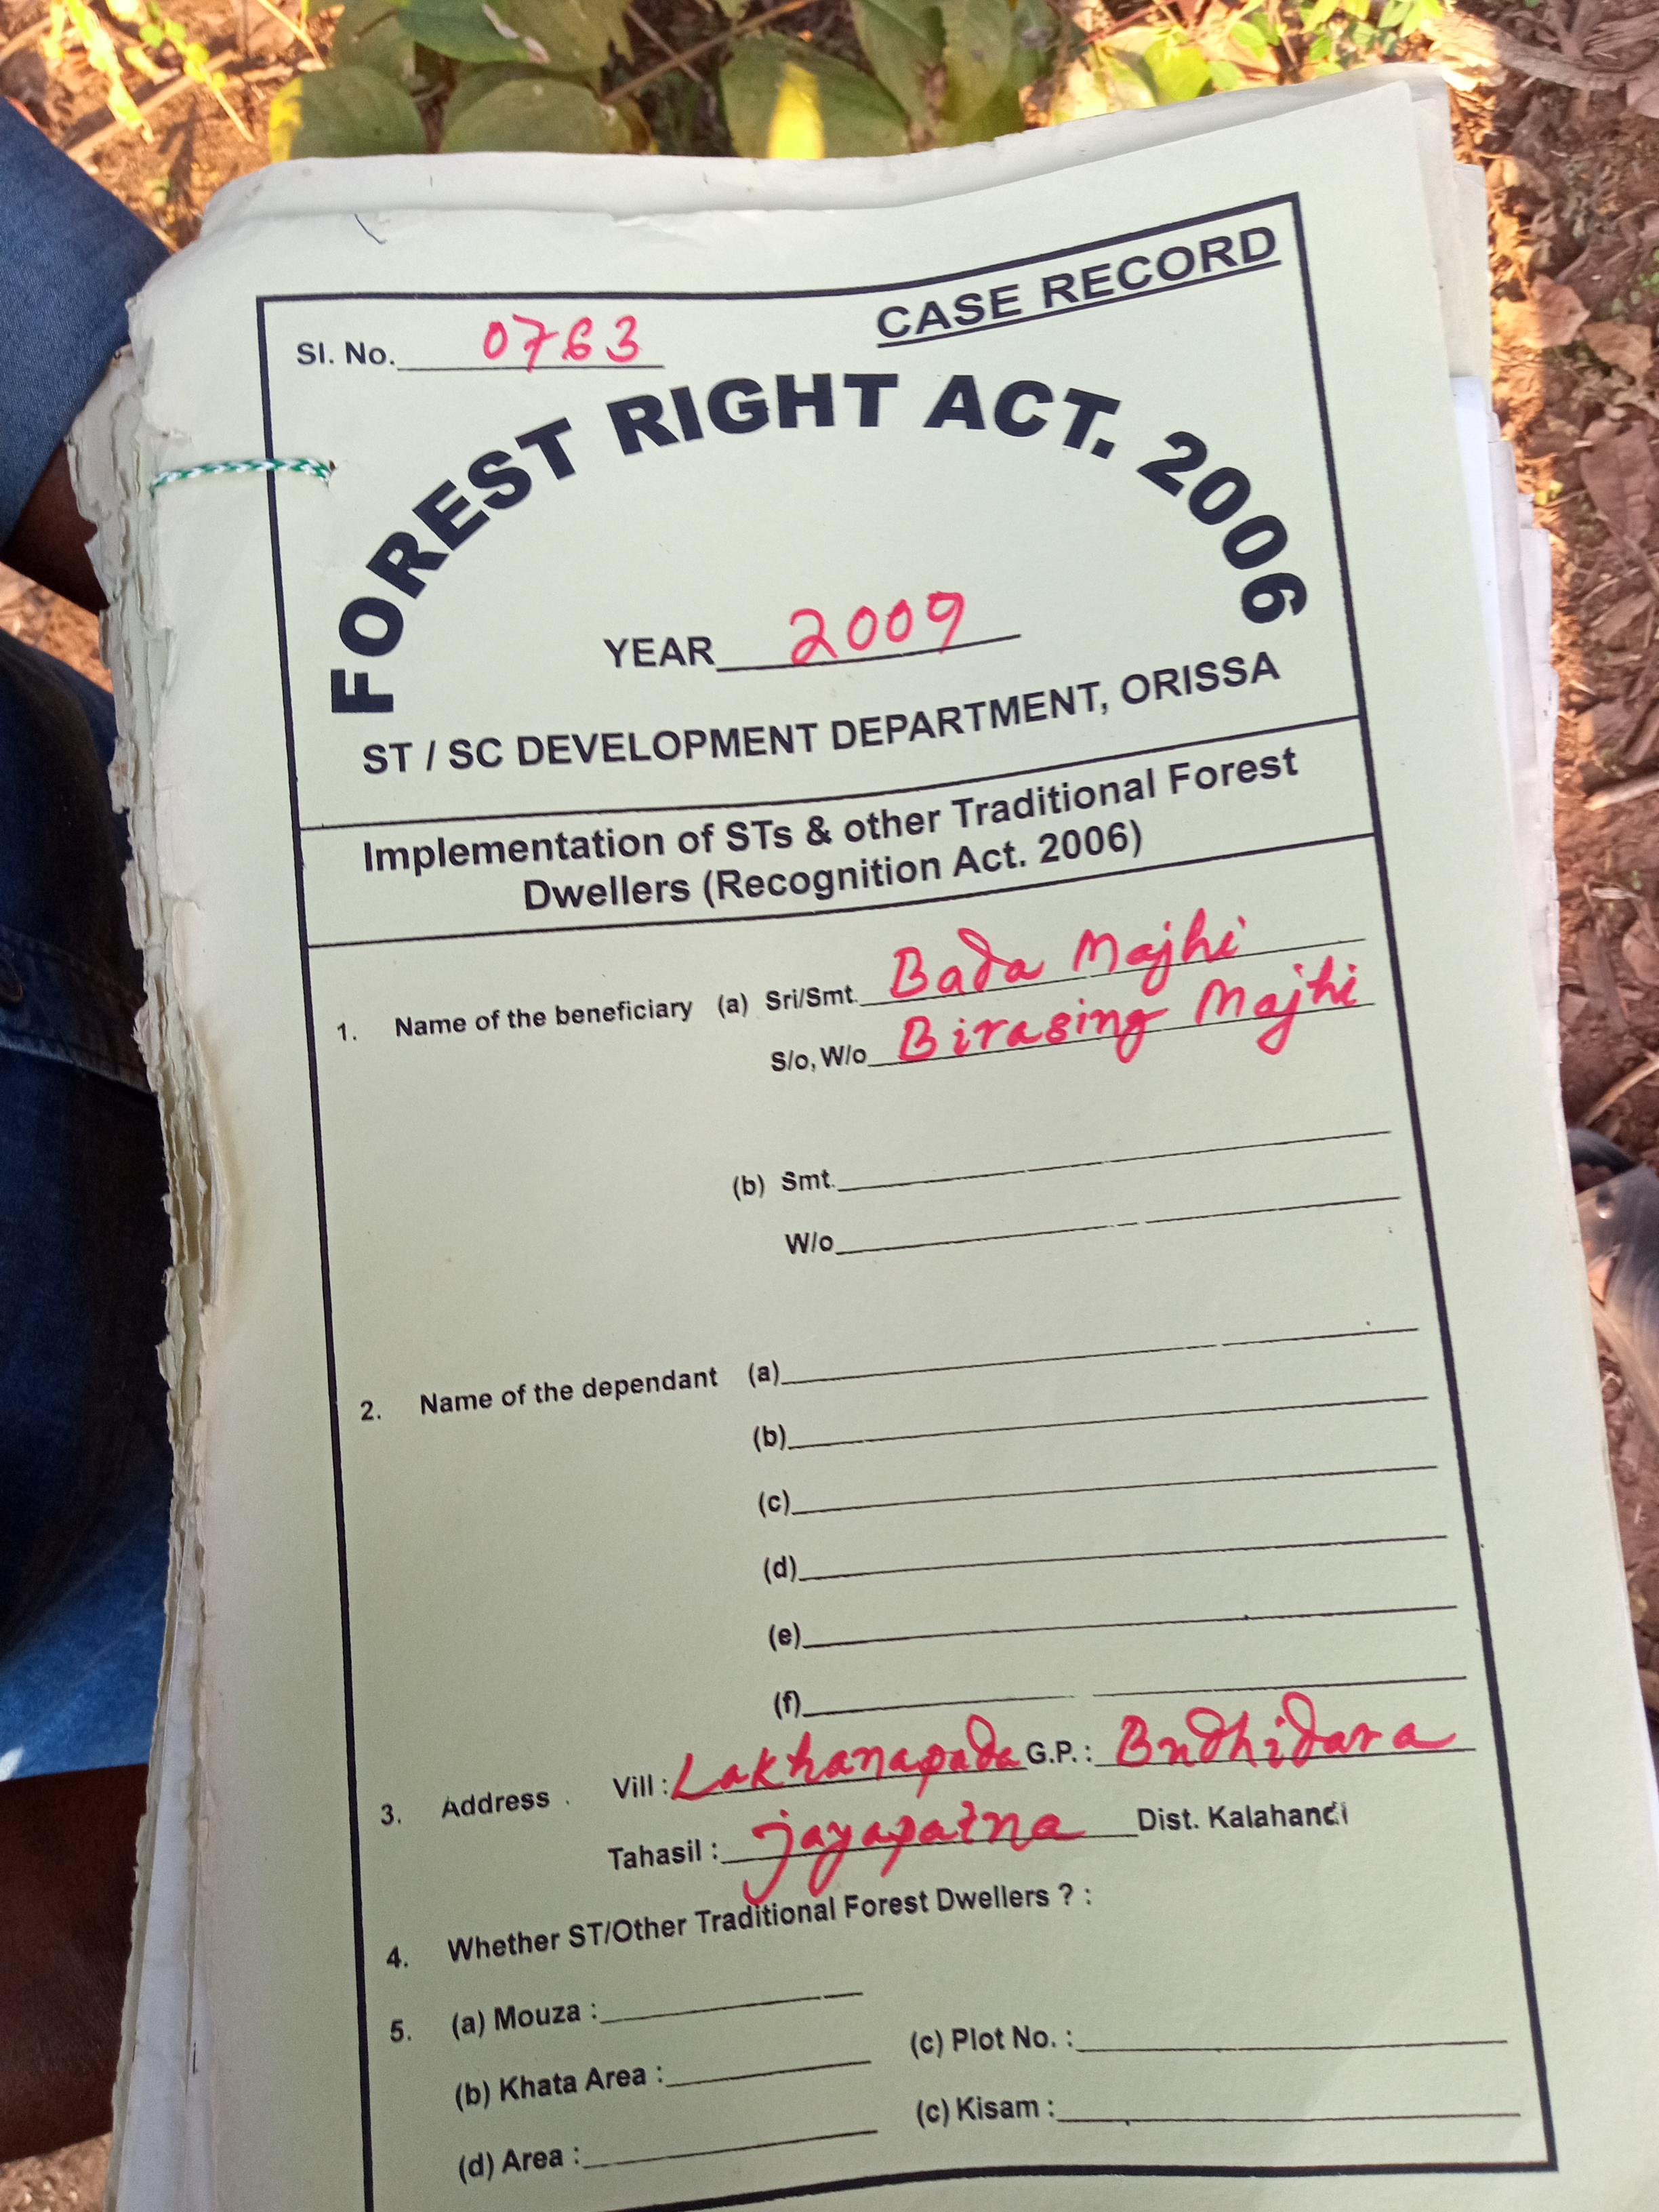 CASE RECORD
Sl. No. 0763
FOREST RIGHT ACT. 2006
YEAR 2009
ST / SC DEVELOPMENT DEPARTMENT, ORISSA
Implementation of STs & other Traditional Forest
Dwellers (Recognition Act. 2006)
1. Name of the beneficiary (a) Sri/Smt. Bada Majhi
S/o, W/o Birasing Majhi
(b) Smt.
W/o
2. Name of the dependant (a)
(b)
(c)
(d)
(e)
(f)
3. Address Vill : Lakhanapada G.P. : Budhidara
Tahasil : Jayapatna Dist. Kalahandi
4. Whether ST/Other Traditional Forest Dwellers ? :
5. (a) Mouza :
(b) Khata Area : (c) Plot No. :
(d) Area : (c) Kisam :